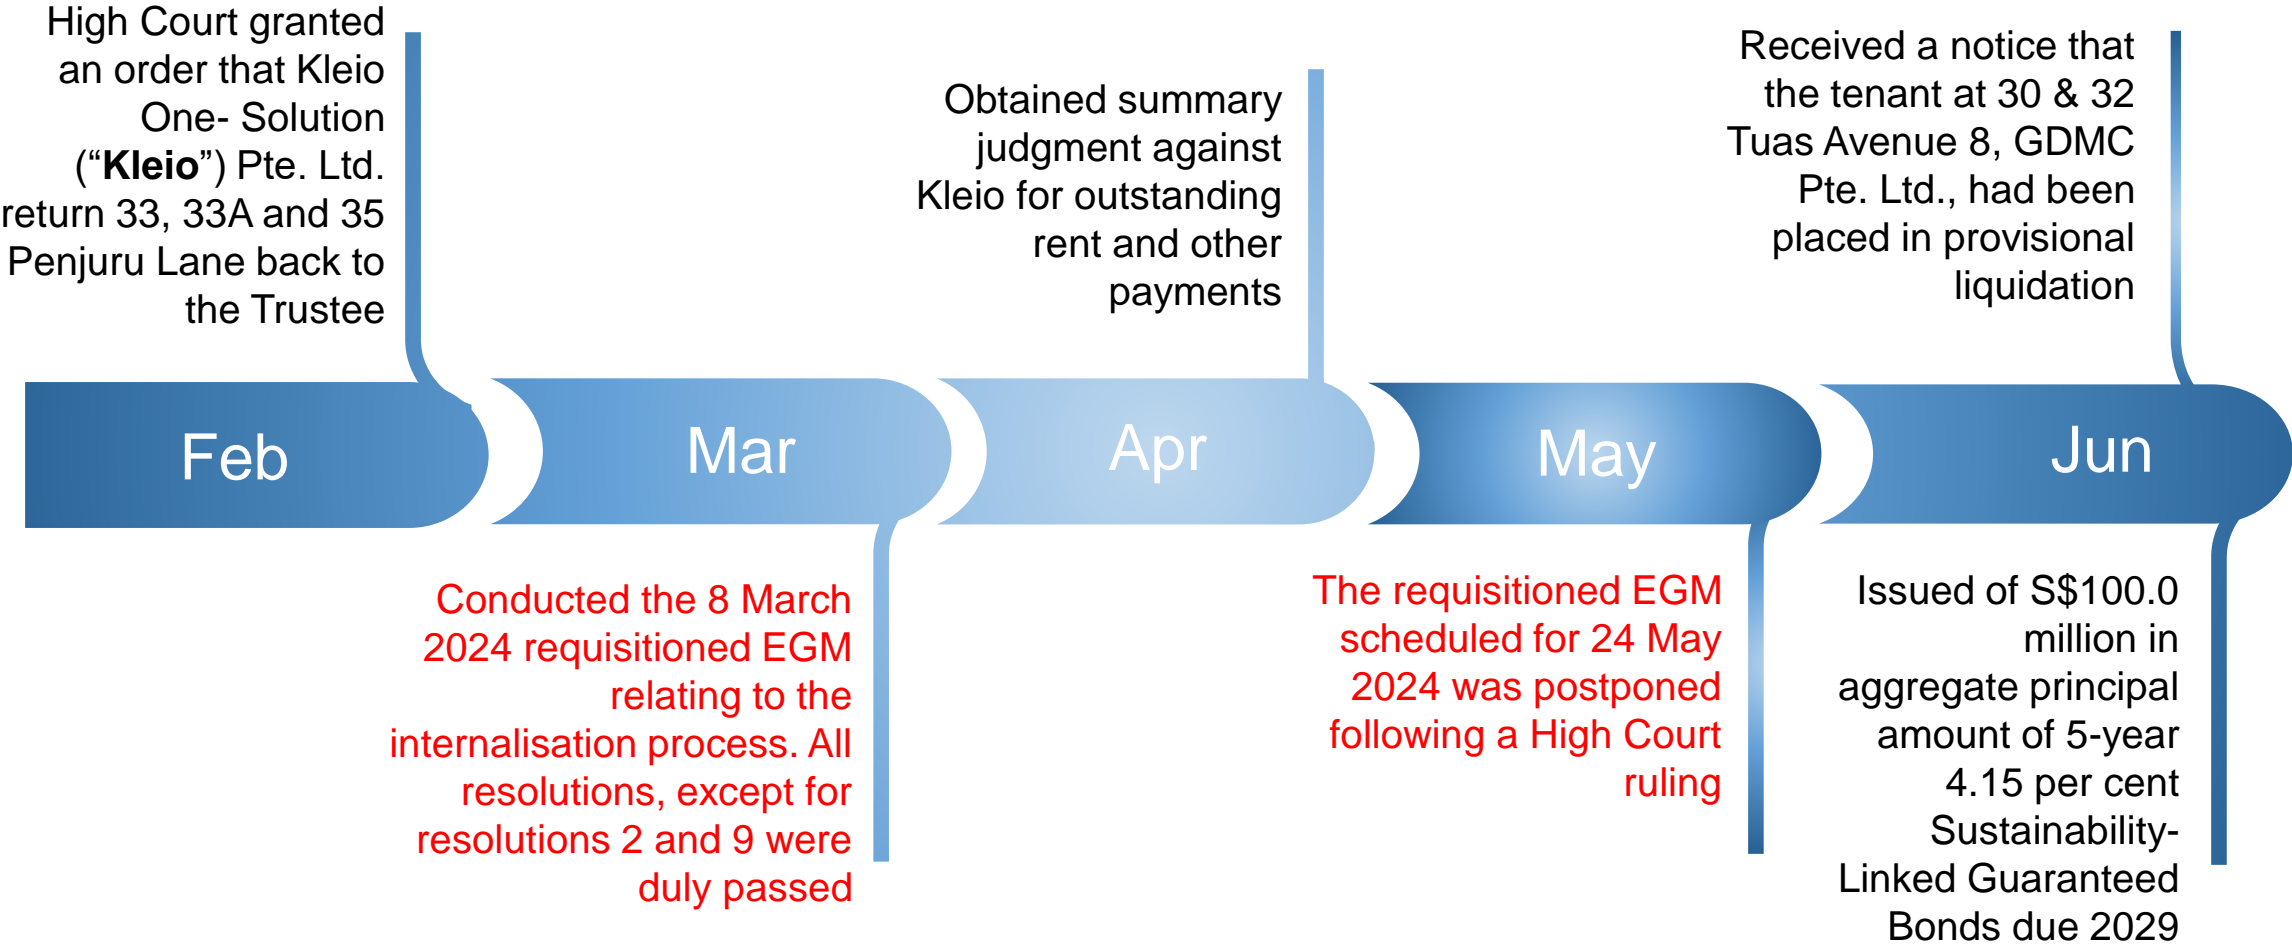 High Court granted
an order that Kleio
One- Solution
(“Kleio”) Pte. Ltd.
return 33, 33A and 35
Penjuru Lane back to
the Trustee
Obtained summary
judgment against
Kleio for outstanding
rent and other
payments
Received a notice that
the tenant at 30 & 32
Tuas Avenue 8, GDMC
Pte. Ltd., had been
placed in provisional
liquidation
Feb
Mar
Apr
May
Jun
Conducted the 8 March
2024 requisitioned EGM
relating to the
internalisation process. All
resolutions, except for
resolutions 2 and 9 were
duly passed
The requisitioned EGM
scheduled for 24 May
2024 was postponed
following a High Court
ruling
Issued of S$100.0
million in
aggregate principal
amount of 5-year
4.15 per cent
Sustainability-
Linked Guaranteed
Bonds due 2029